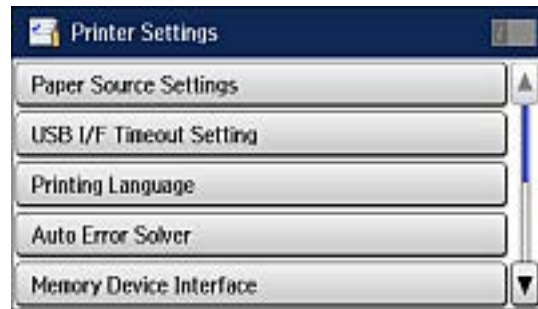 Printer Settings
Paper Source Settings
USB I/F Timeout Setting
Printing Language
Auto Error Solver
Memory Device Interface